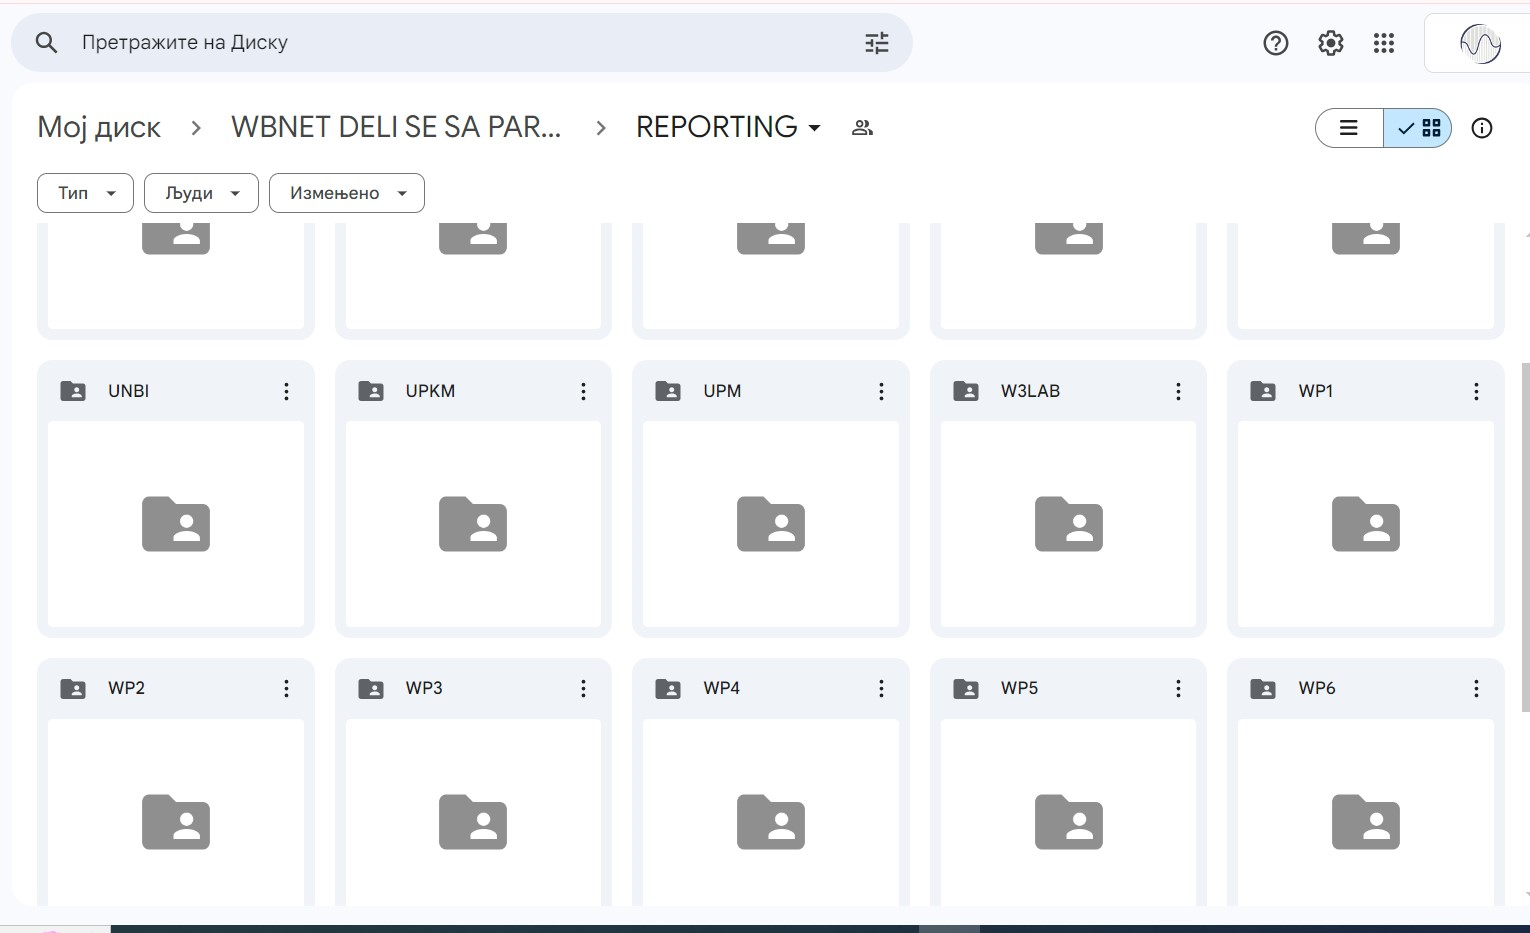 Претражите на Диску
Мој диск
WBNET DELI SE SA PAR...
REPORTING
Тип
Људи
Измењено
UNBI
UPKM
UPM
W3LAB
WP1
WP2
WP3
WP4
WP5
WP6